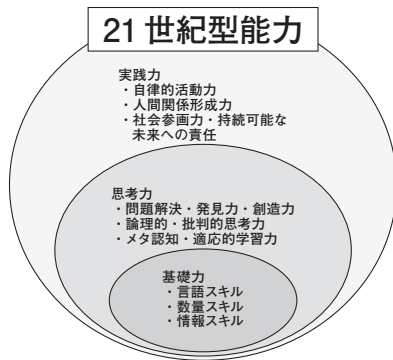 21世紀型能力
実践力
・自律的活動力
・人間関係形成力
・社会参画力・持続可能な
未来への責任
思考力
・問題解決・発見力・創造力
・論理的・批判的思考力
・メタ認知・適応的学習力
基礎力
・言語スキル
・数量スキル
・情報スキル